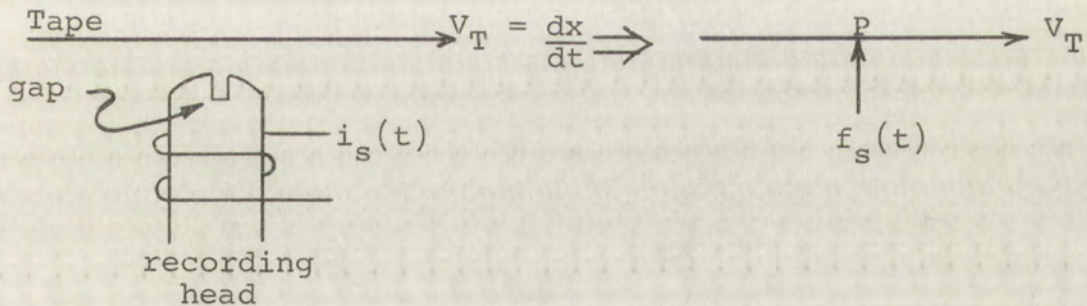 Tape V_T = dx/dt ⇒ P V_T
gap i_s(t) f_s(t)
recording
head